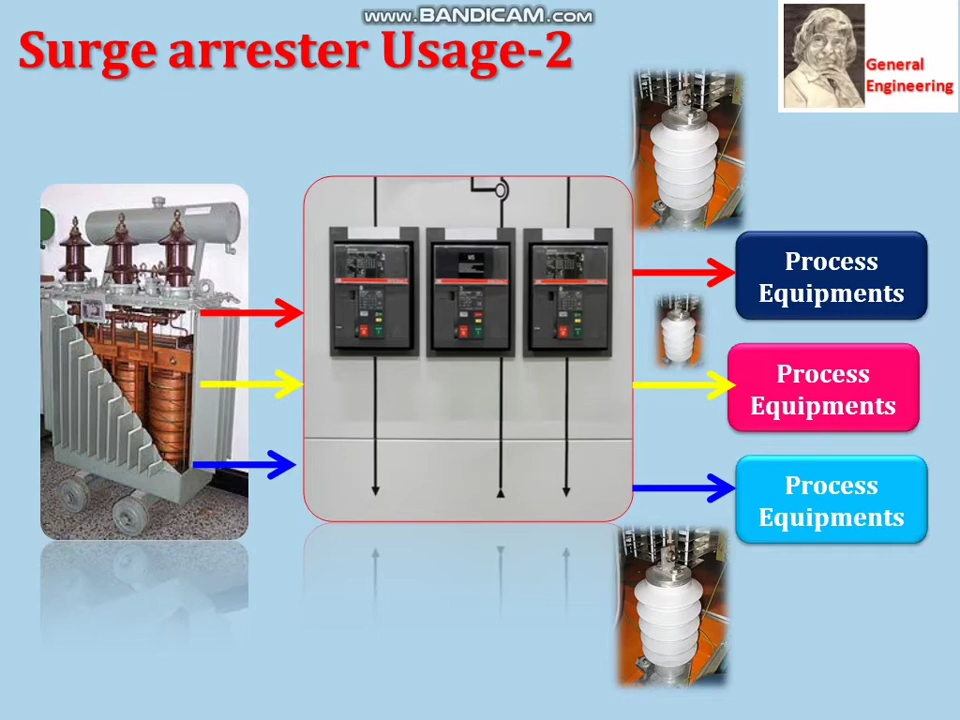 www.BANDICAM.com
Surge arrester Usage-2
General
Engineering
Process
Equipments
Process
Equipments
Process
Equipments